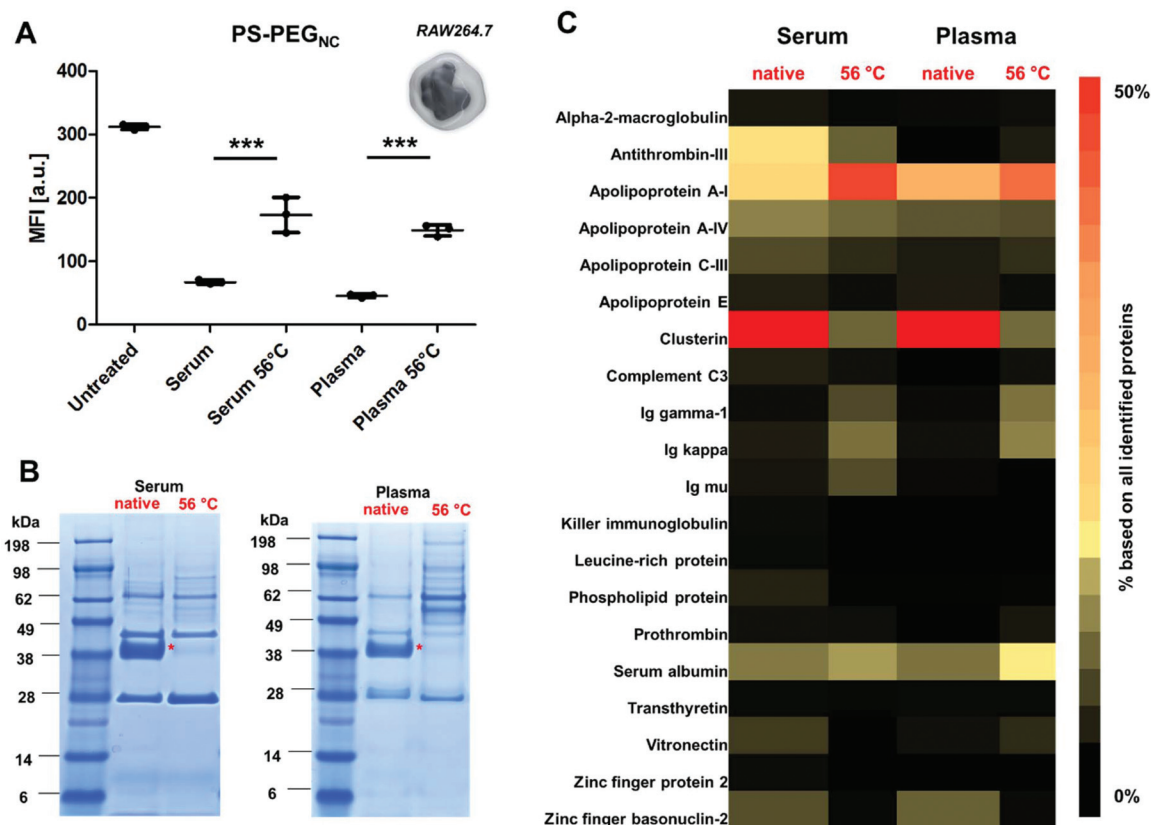 A
PS-PEGNC
RAW264.7
400
300
200
100
0
MFI [a.u.]
***
***
Untreated
Serum
Serum 56°C
Plasma
Plasma 56°C
B
Serum
native 56 °C
kDa
198
98
62
49
38
28
14
6
*
Plasma
native 56 °C
kDa
198
98
62
49
38
28
14
6
*
C
Serum Plasma
native 56 °C native 56 °C
Alpha-2-macroglobulin
Antithrombin-III
Apolipoprotein A-I
Apolipoprotein A-IV
Apolipoprotein C-III
Apolipoprotein E
Clusterin
Complement C3
Ig gamma-1
Ig kappa
Ig mu
Killer immunoglobulin
Leucine-rich protein
Phospholipid protein
Prothrombin
Serum albumin
Transthyretin
Vitronectin
Zinc finger protein 2
Zinc finger basonuclin-2
50%
% based on all identified proteins
0%